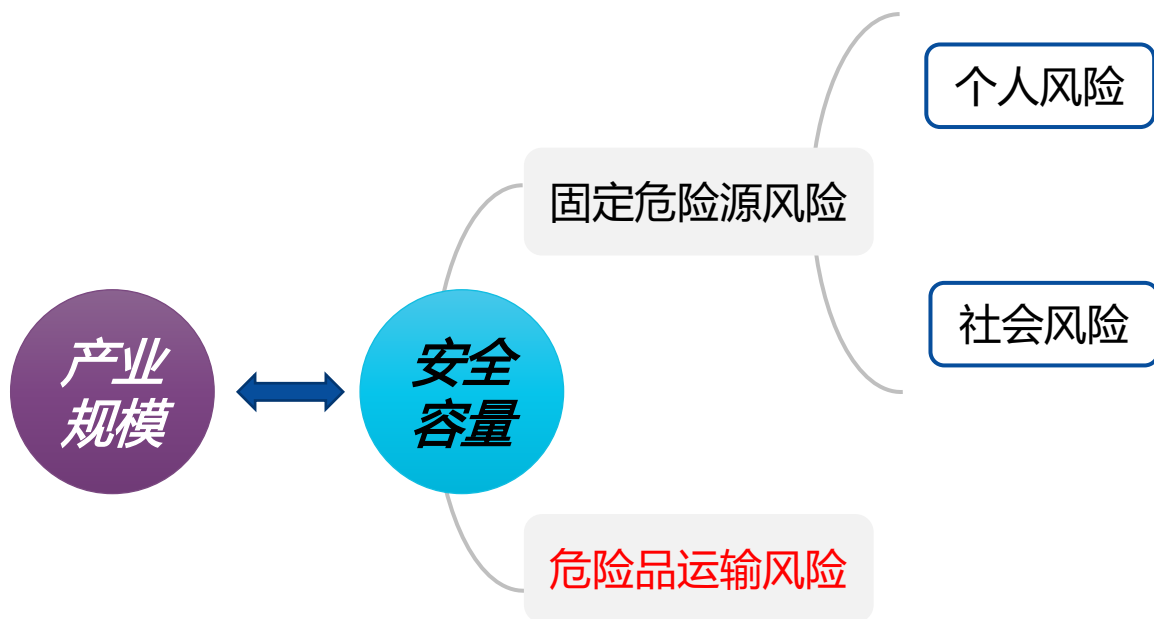 个人风险
固定危险源风险
社会风险
产业
规模
安全
容量
危险品运输风险